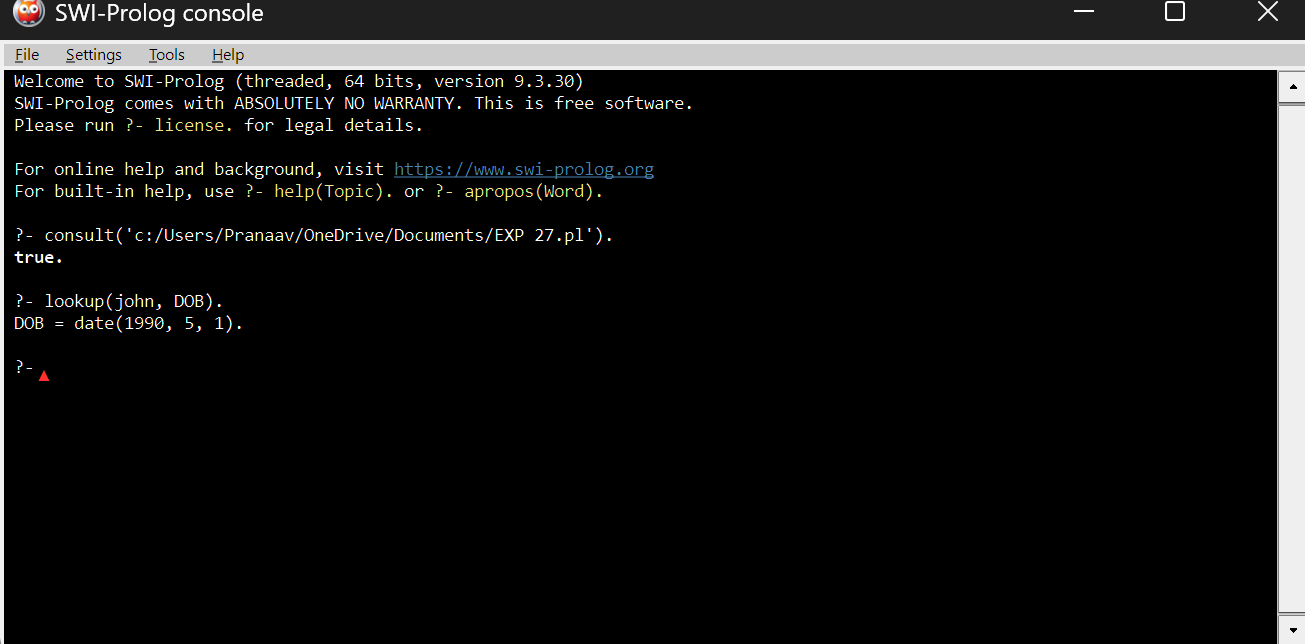 SWI-Prolog console
File Settings Tools Help
Welcome to SWI-Prolog (threaded, 64 bits, version 9.3.30)
SWI-Prolog comes with ABSOLUTELY NO WARRANTY. This is free software.
Please run ?- license. for legal details.
For online help and background, visit https://www.swi-prolog.org
For built-in help, use ?- help(Topic). or ?- apropos(Word).
?- consult('c:/Users/Pranaav/OneDrive/Documents/EXP 27.pl').
true.
?- lookup(john, DOB).
DOB = date(1990, 5, 1).
?-